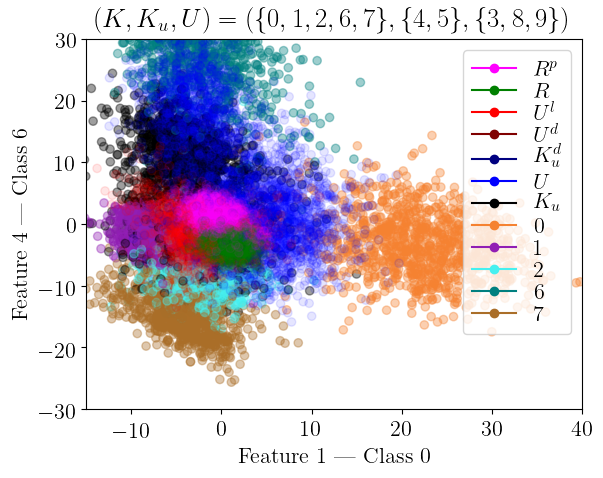 (K, K_u, U) = ({0, 1, 2, 6, 7}, {4, 5}, {3, 8, 9})
30
20
10
0
−10
−20
−30
Feature 4 — Class 6
R^p
R
U^l
U^d
K_u^d
U
K_u
0
1
2
6
7
−10
0
10
20
30
40
Feature 1 — Class 0